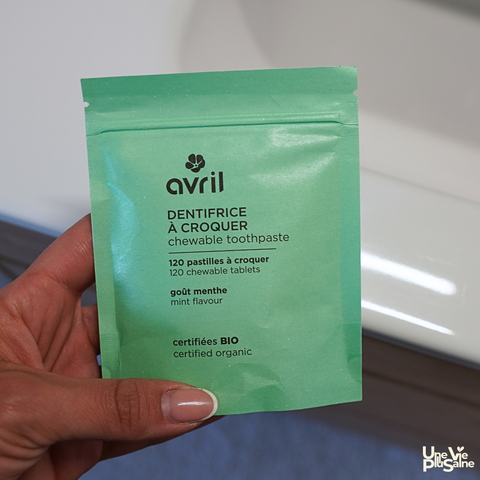 avril
DENTIFRICE
À CROQUER
chewable toothpaste
120 pastilles à croquer
120 chewable tablets
goût menthe
mint flavour
certifiées BIO
certified organic
Une Vie
Plus Saine